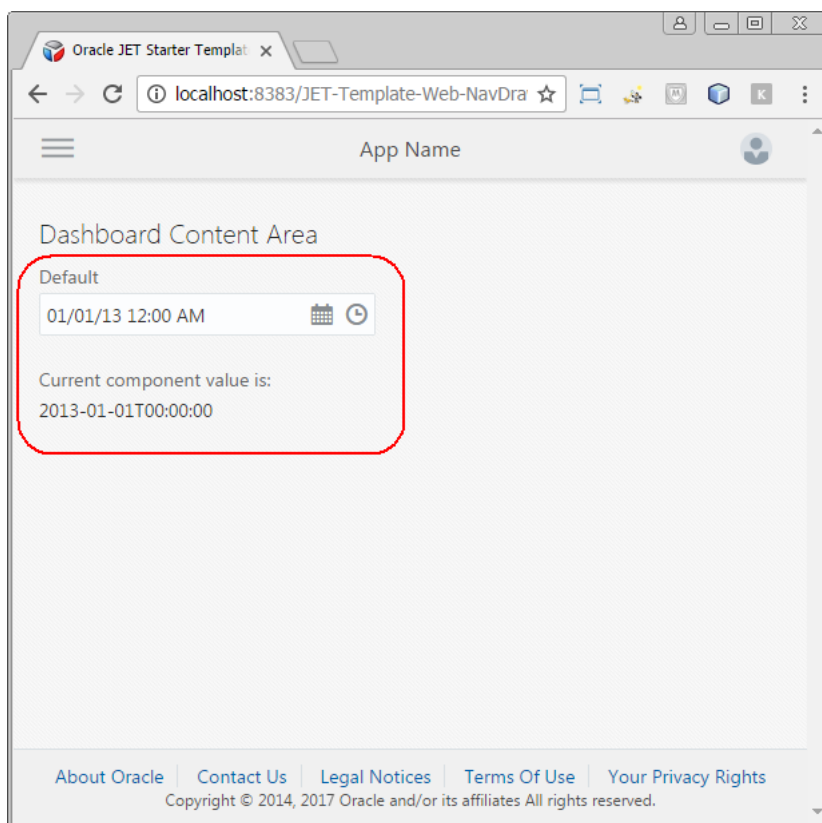 Oracle JET Starter Templat
localhost:8383/JET-Template-Web-NavDra
K
App Name
Dashboard Content Area
Default
01/01/13 12:00 AM
Current component value is:
2013-01-01T00:00:00
About Oracle Contact Us Legal Notices Terms Of Use Your Privacy Rights
Copyright © 2014, 2017 Oracle and/or its affiliates All rights reserved.